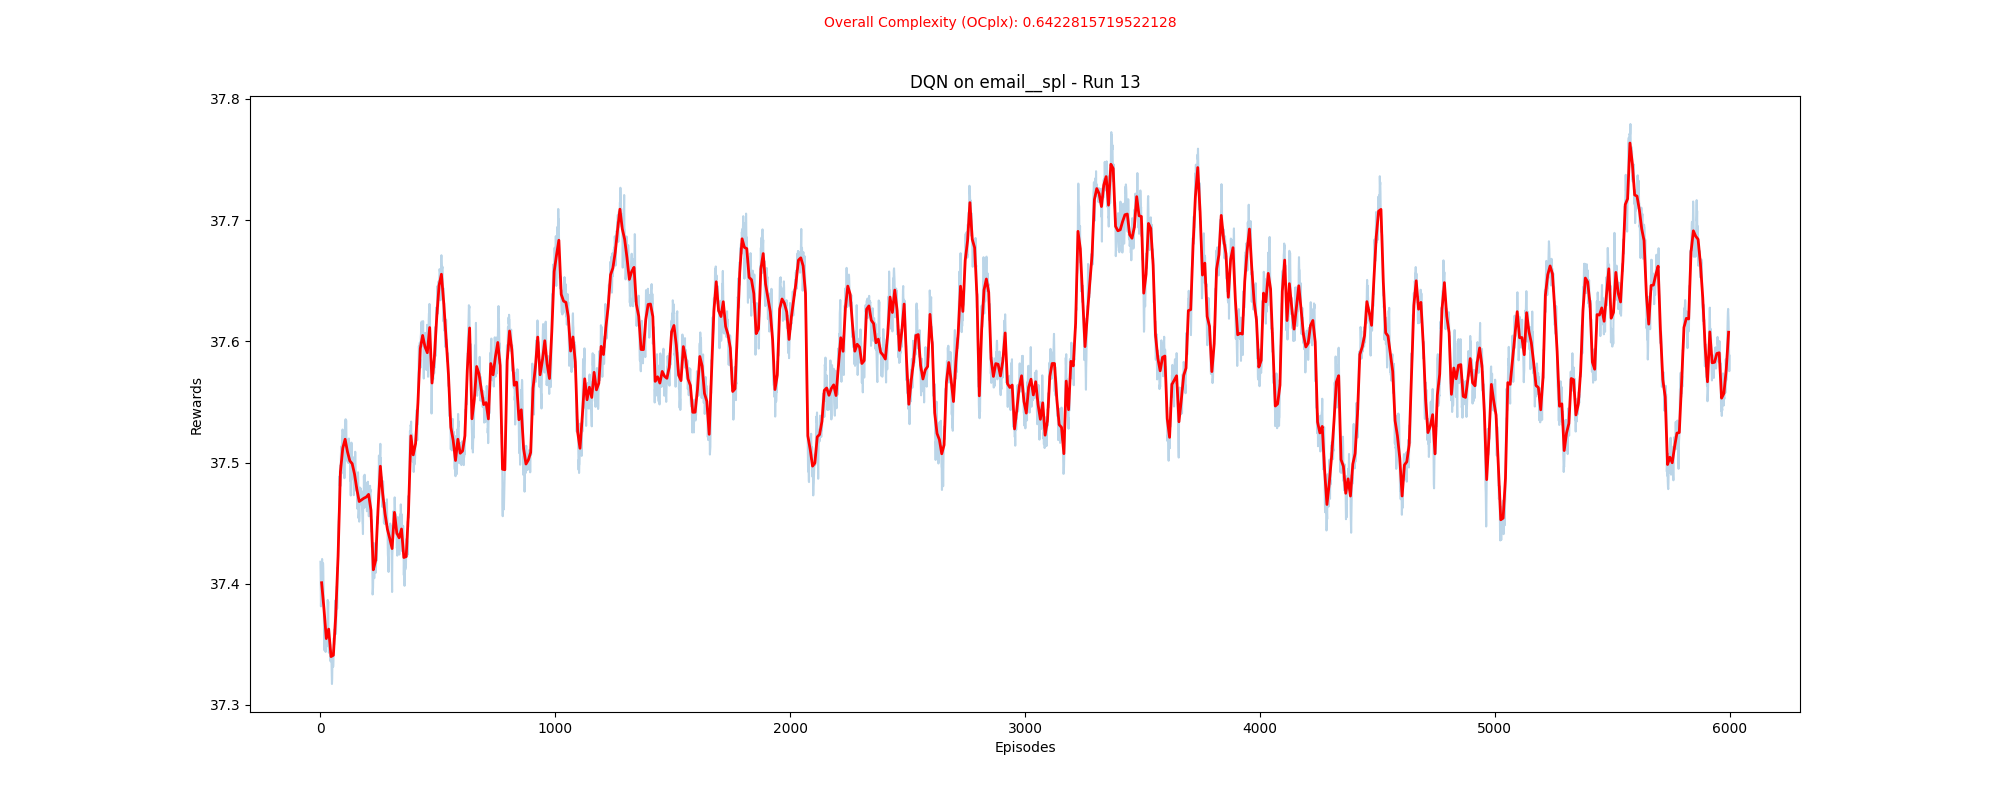 Overall Complexity (OCplx): 0.6422815719522128
DQN on email__spl - Run 13
37.8
37.7
37.6
37.5
37.4
37.3
Rewards
0 1000 2000 3000 4000 5000 6000
Episodes